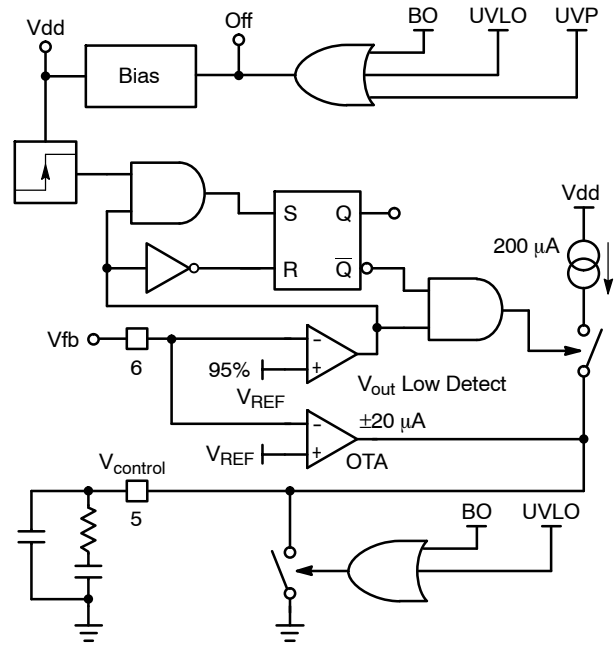 Vdd
Off
BO
UVLO
UVP
Bias
S
Q
R
Q̅
Vdd
200 μA
Vfb
6
−
+
95%
VREF
Vout Low Detect
−
+
±20 μA
VREF
OTA
Vcontrol
5
BO
UVLO